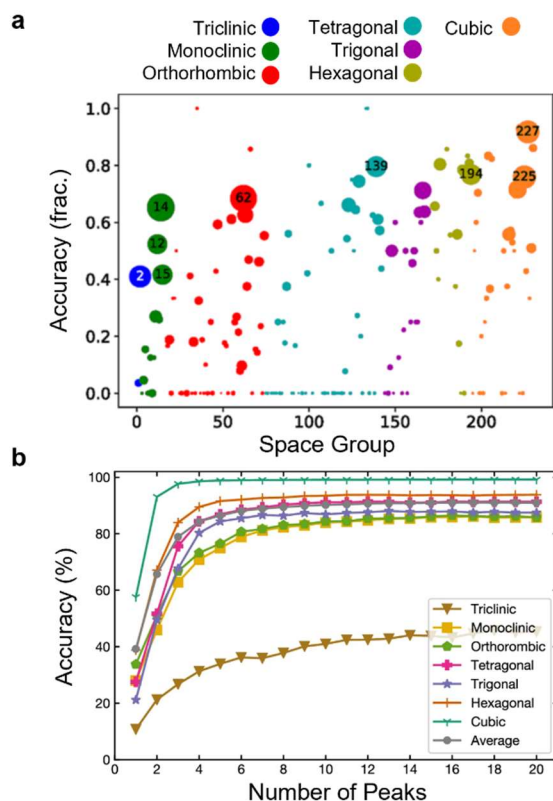 a
Triclinic
Monoclinic
Orthorhombic
Tetragonal
Trigonal
Hexagonal
Cubic
Accuracy (frac.)
1.0
0.8
0.6
0.4
0.2
0.0
227
139
194
225
14
62
12
2
15
0 50 100 150 200
Space Group
b
Accuracy (%)
100
80
60
40
20
0
Triclinic
Monoclinic
Orthorombic
Tetragonal
Trigonal
Hexagonal
Cubic
Average
0 2 4 6 8 10 12 14 16 18 20
Number of Peaks